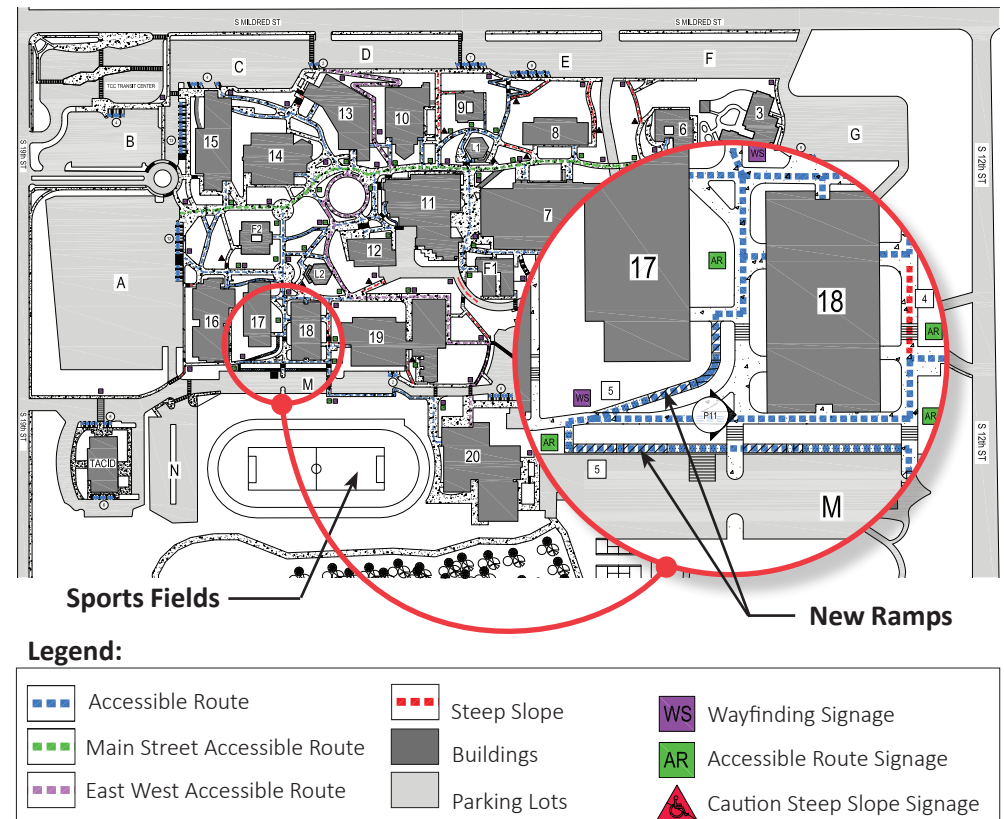 S MILDRED ST
S MILDRED ST
D
C
E
F
TCC TRANSIT CENTER
13
10
9
3
15
8
6
B
L1
G
14
S 19th ST
S 12th ST
WS
11
7
F2
12
17
AR
A
L2
F1
18
4
16
17
18
19
AR
M
WS
5
P11
AR
AR
5
S 19th ST
S 12th ST
20
TACID
N
M
Sports Fields
New Ramps
Legend:
Accessible Route
Steep Slope
WS Wayfinding Signage
Main Street Accessible Route
Buildings
AR Accessible Route Signage
East West Accessible Route
Parking Lots
Caution Steep Slope Signage